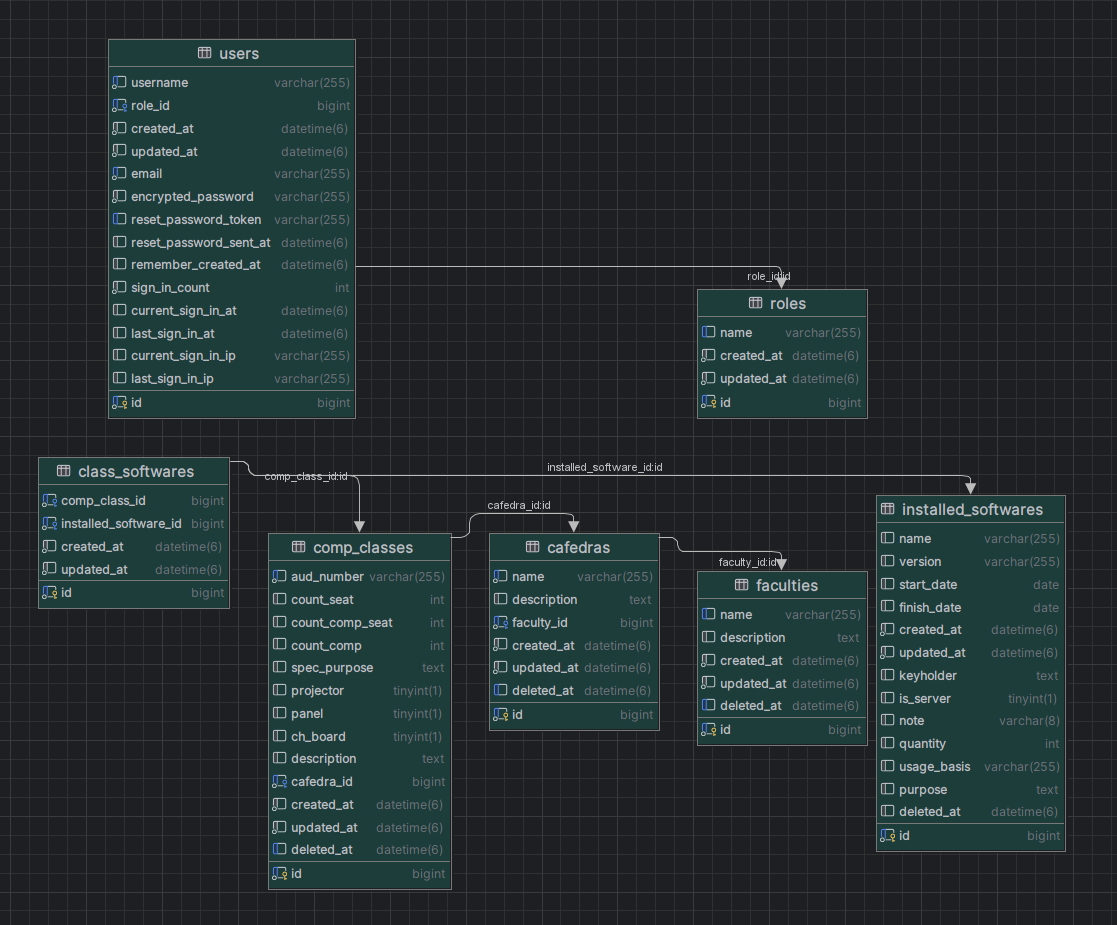 users
username varchar(255)
role_id bigint
created_at datetime(6)
updated_at datetime(6)
email varchar(255)
encrypted_password varchar(255)
reset_password_token varchar(255)
reset_password_sent_at datetime(6)
remember_created_at datetime(6)
sign_in_count int
current_sign_in_at datetime(6)
last_sign_in_at datetime(6)
current_sign_in_ip varchar(255)
last_sign_in_ip varchar(255)
id bigint
role_id:id
roles
name varchar(255)
created_at datetime(6)
updated_at datetime(6)
id bigint
class_softwares
comp_class_id bigint
installed_software_id bigint
created_at datetime(6)
updated_at datetime(6)
id bigint
comp_class_id:id
installed_software_id:id
comp_classes
aud_number varchar(255)
count_seat int
count_comp_seat int
count_comp int
spec_purpose text
projector tinyint(1)
panel tinyint(1)
ch_board tinyint(1)
description text
cafedra_id bigint
created_at datetime(6)
updated_at datetime(6)
deleted_at datetime(6)
id bigint
cafedra_id:id
cafedras
name varchar(255)
description text
faculty_id bigint
created_at datetime(6)
updated_at datetime(6)
deleted_at datetime(6)
id bigint
faculty_id:id
faculties
name varchar(255)
description text
created_at datetime(6)
updated_at datetime(6)
deleted_at datetime(6)
id bigint
installed_softwares
name varchar(255)
version varchar(255)
start_date date
finish_date date
created_at datetime(6)
updated_at datetime(6)
keyholder text
is_server tinyint(1)
note varchar(8)
quantity int
usage_basis varchar(255)
purpose text
deleted_at datetime(6)
id bigint